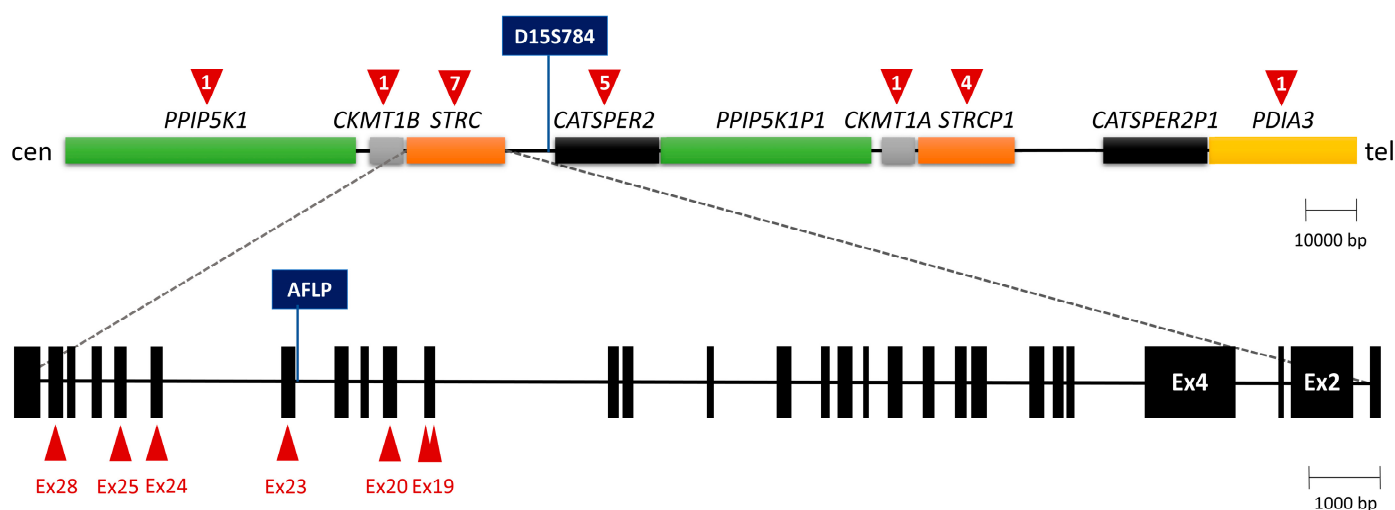 D15S784
1 1 7 5 1 4 1
PPIP5K1 CKMT1B STRC CATSPER2 PPIP5K1P1 CKMT1A STRCP1 CATSPER2P1 PDIA3
cen tel
10000 bp
AFLP
Ex4 Ex2
Ex28 Ex25 Ex24 Ex23 Ex20 Ex19
1000 bp